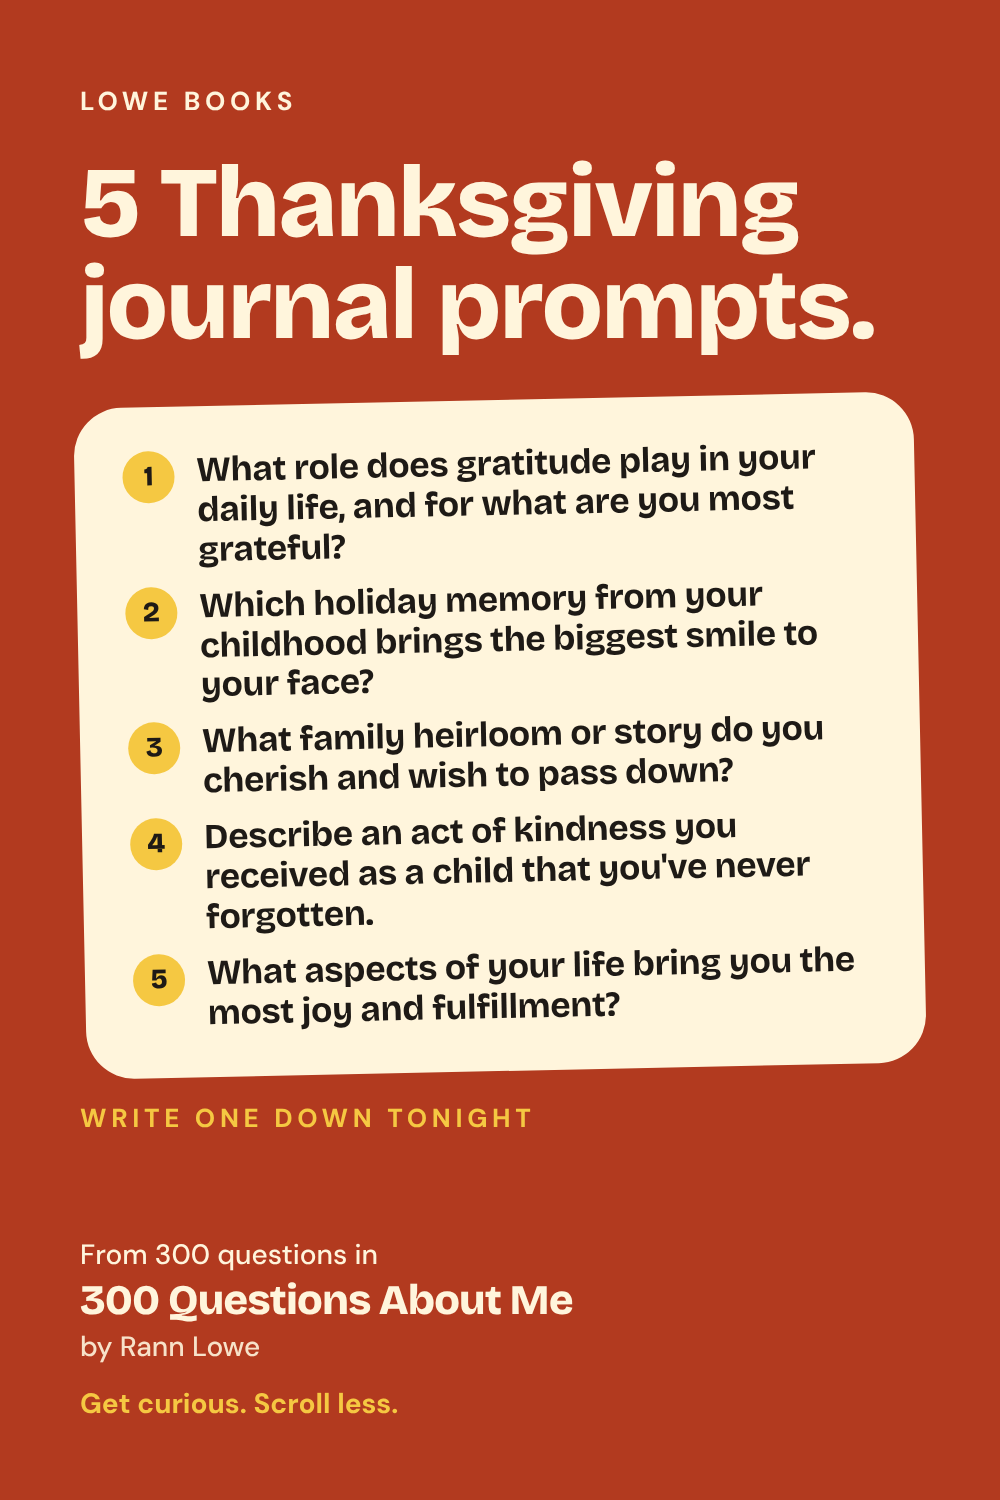 LOWE BOOKS
5 Thanksgiving
journal prompts.
1 What role does gratitude play in your
daily life, and for what are you most
grateful?
2 Which holiday memory from your
childhood brings the biggest smile to
your face?
3 What family heirloom or story do you
cherish and wish to pass down?
4 Describe an act of kindness you
received as a child that you've never
forgotten.
5 What aspects of your life bring you the
most joy and fulfillment?
WRITE ONE DOWN TONIGHT
From 300 questions in
300 Questions About Me
by Rann Lowe
Get curious. Scroll less.